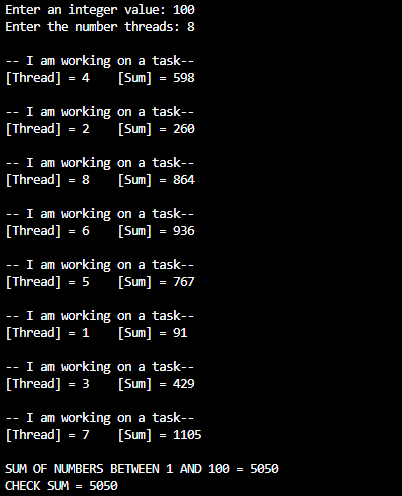 Enter an integer value: 100
Enter the number threads: 8
-- I am working on a task--
[Thread] = 4    [Sum] = 598
-- I am working on a task--
[Thread] = 2    [Sum] = 260
-- I am working on a task--
[Thread] = 8    [Sum] = 864
-- I am working on a task--
[Thread] = 6    [Sum] = 936
-- I am working on a task--
[Thread] = 5    [Sum] = 767
-- I am working on a task--
[Thread] = 1    [Sum] = 91
-- I am working on a task--
[Thread] = 3    [Sum] = 429
-- I am working on a task--
[Thread] = 7    [Sum] = 1105
SUM OF NUMBERS BETWEEN 1 AND 100 = 5050
CHECK SUM = 5050